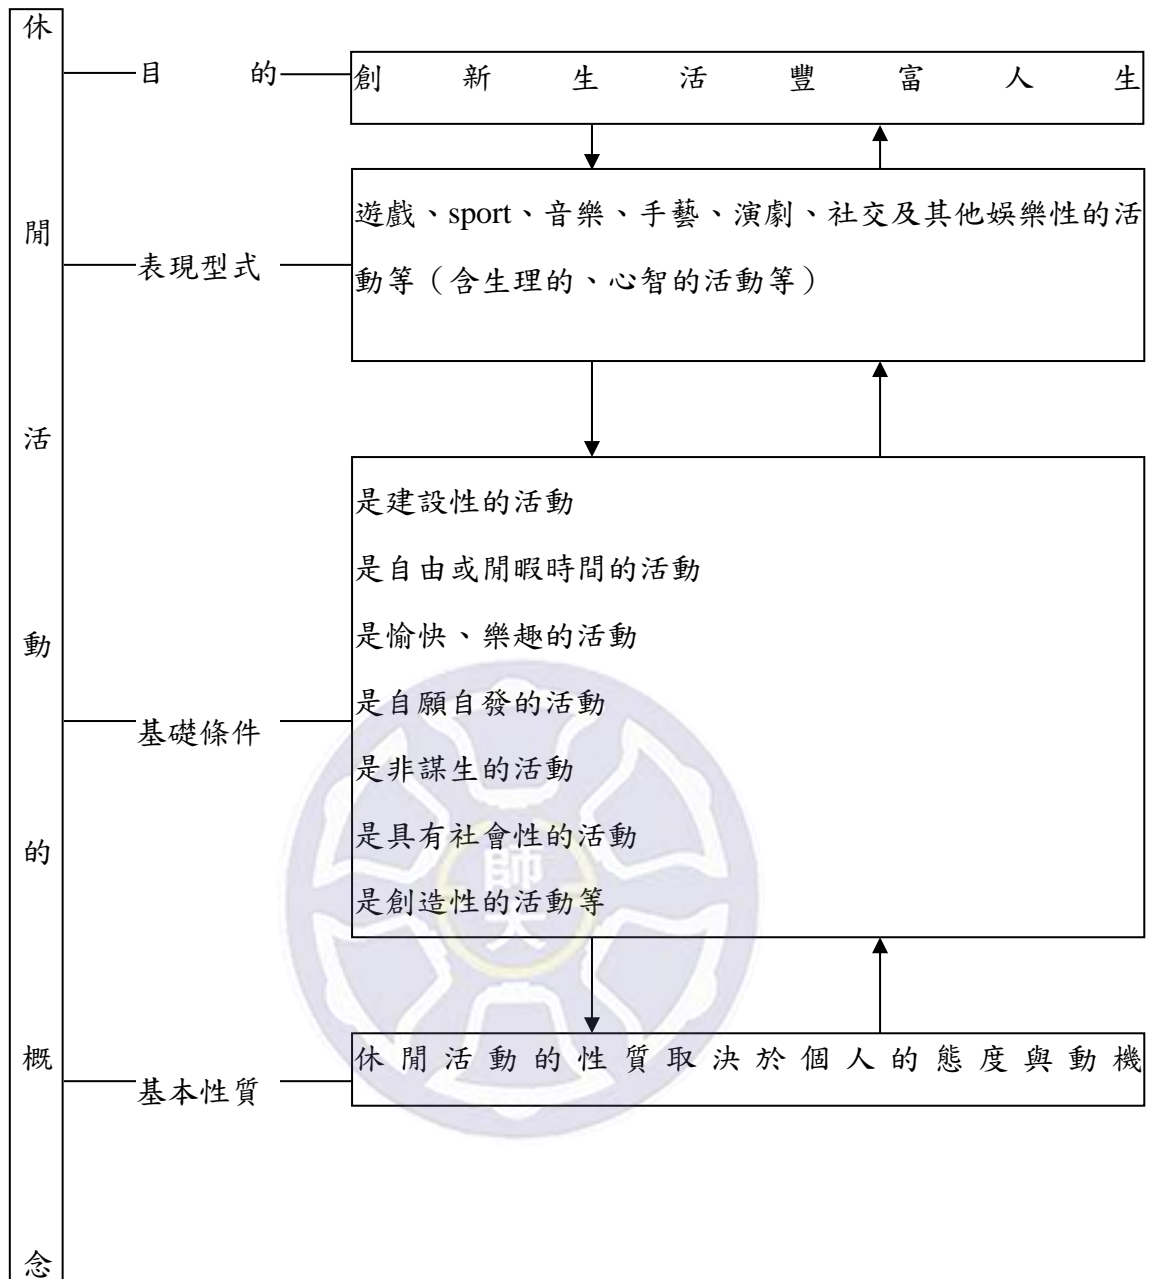 休閒活動的概念
目的
創新生活豐富人生
表現型式
遊戲、sport、音樂、手藝、演劇、社交及其他娛樂性的活
動等（含生理的、心智的活動等）
基礎條件
是建設性的活動
是自由或閒暇時間的活動
是愉快、樂趣的活動
是自願自發的活動
是非謀生的活動
是具有社會性的活動
是創造性的活動等
師大
基本性質
休閒活動的性質取決於個人的態度與動機